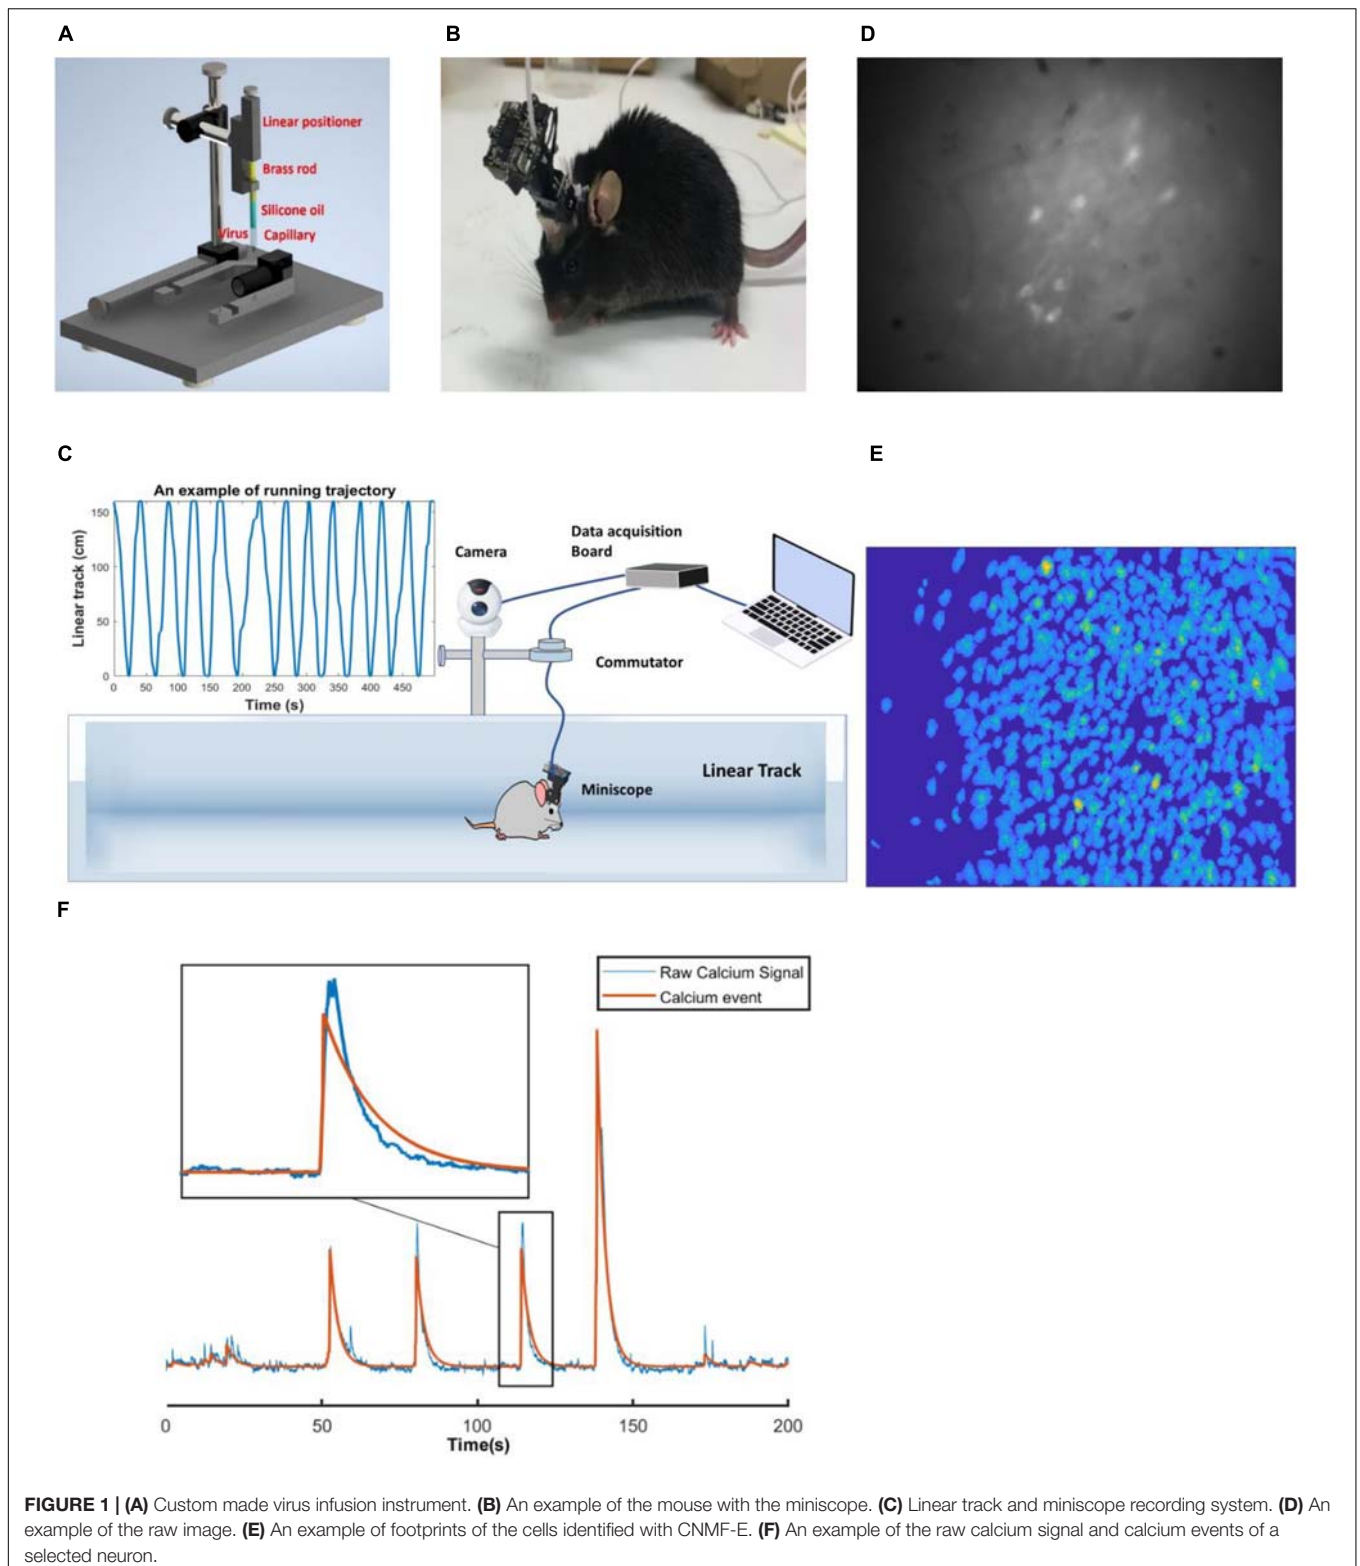 A
B
D
Linear positioner
Brass rod
Silicone oil
Virus Capillary
C
E
An example of running trajectory
Linear track (cm)
150
100
50
0
0 50 100 150 200 250 300 350 400 450
Time (s)
Camera
Data acquisition
Board
Commutator
Miniscope
Linear Track
F
Raw Calcium Signal
Calcium event
0 50 100 150 200
Time(s)
FIGURE 1 | (A) Custom made virus infusion instrument. (B) An example of the mouse with the miniscope. (C) Linear track and miniscope recording system. (D) An
example of the raw image. (E) An example of footprints of the cells identified with CNMF-E. (F) An example of the raw calcium signal and calcium events of a
selected neuron.